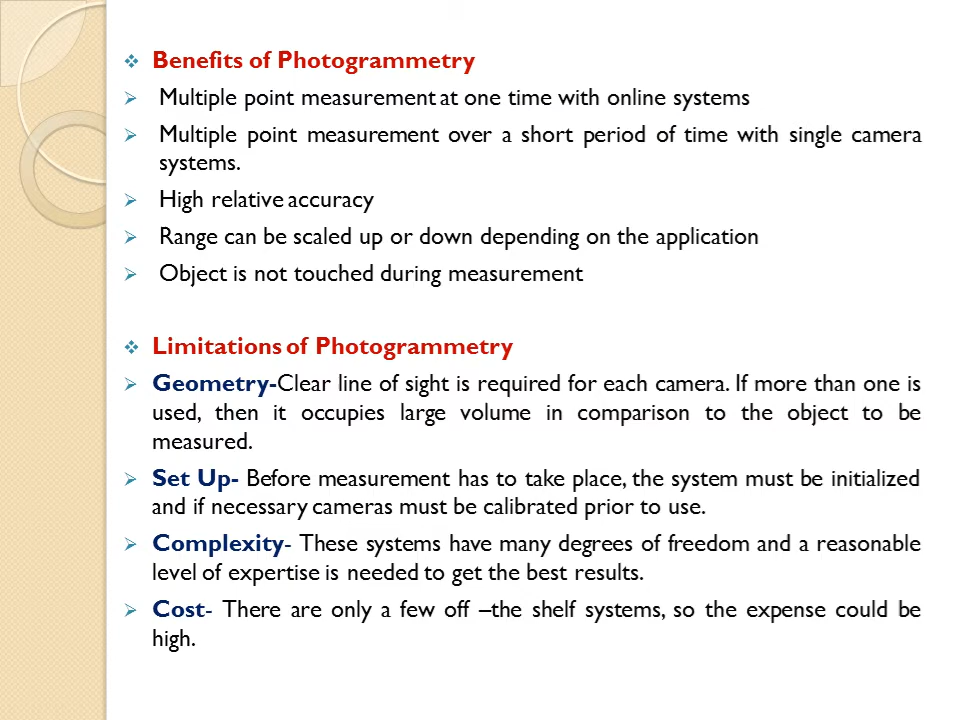 ❖ Benefits of Photogrammetry
➢ Multiple point measurement at one time with online systems
➢ Multiple point measurement over a short period of time with single camera
systems.
➢ High relative accuracy
➢ Range can be scaled up or down depending on the application
➢ Object is not touched during measurement
❖ Limitations of Photogrammetry
➢ Geometry-Clear line of sight is required for each camera. If more than one is
used, then it occupies large volume in comparison to the object to be
measured.
➢ Set Up- Before measurement has to take place, the system must be initialized
and if necessary cameras must be calibrated prior to use.
➢ Complexity- These systems have many degrees of freedom and a reasonable
level of expertise is needed to get the best results.
➢ Cost- There are only a few off –the shelf systems, so the expense could be
high.